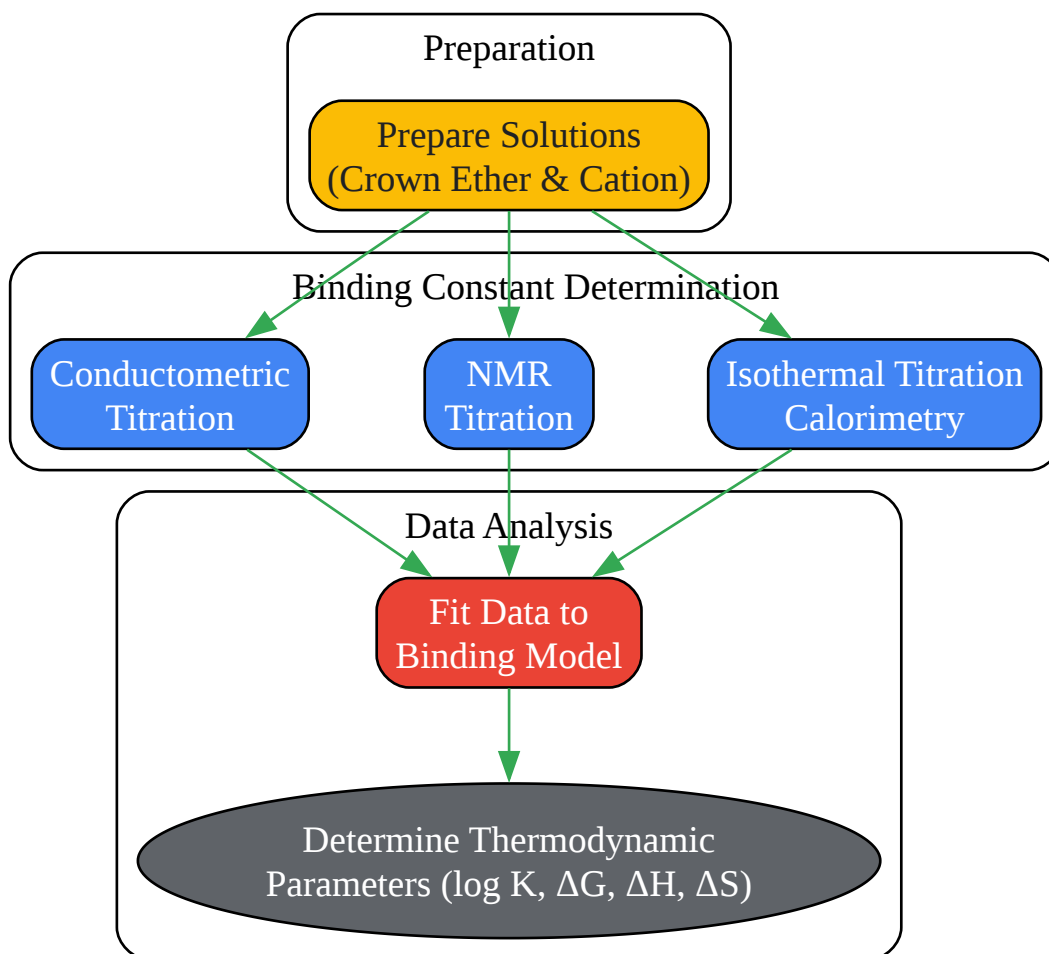 Preparation
Prepare Solutions
(Crown Ether & Cation)
Binding Constant Determination
Conductometric
Titration
NMR
Titration
Isothermal Titration
Calorimetry
Data Analysis
Fit Data to
Binding Model
Determine Thermodynamic
Parameters (log K, ΔG, ΔH, ΔS)